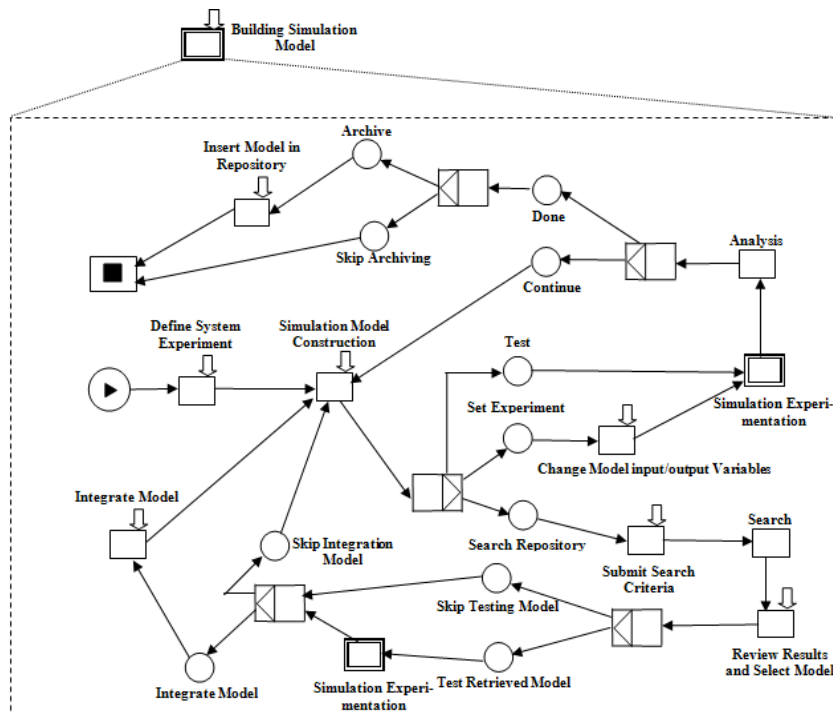 Building Simulation
Model
Archive
Insert Model in
Repository
Done
Skip Archiving
Analysis
Continue
Define System
Experiment
Simulation Model
Construction
Test
Set Experiment
Simulation Experi-
mentation
Change Model input/output Variables
Integrate Model
Skip Integration
Model
Search Repository
Search
Submit Search
Criteria
Skip Testing Model
Review Results
and Select Model
Integrate Model
Simulation Experi-
mentation
Test Retrieved Model